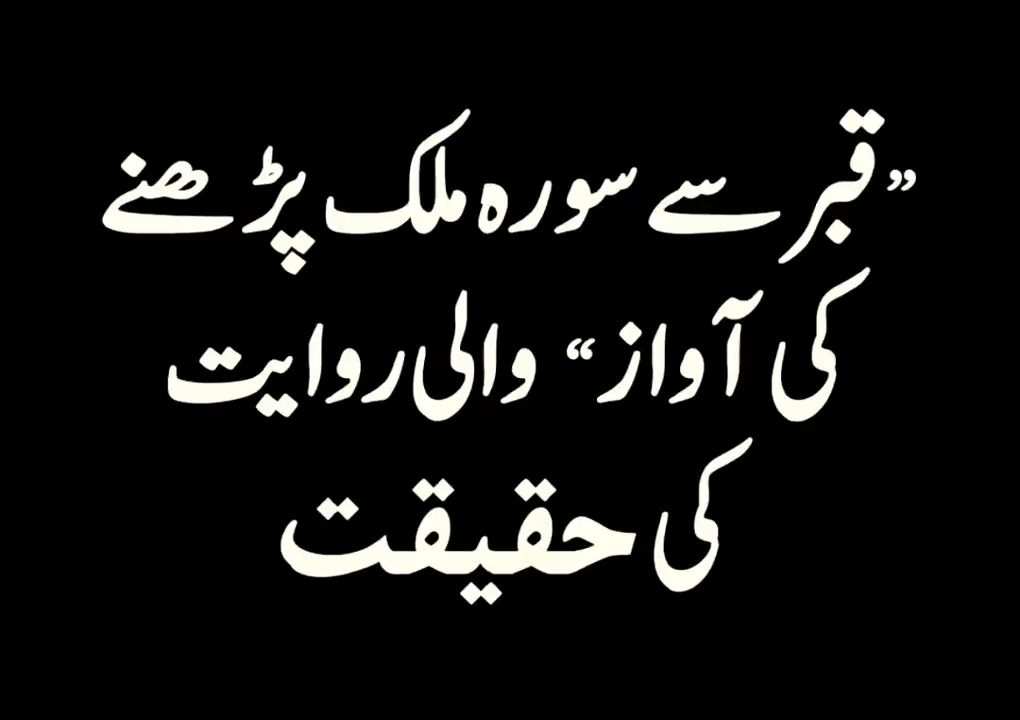 ”قبر سے سورہ ملک پڑھنے
کی آواز“ والی روایت
کی حقیقت